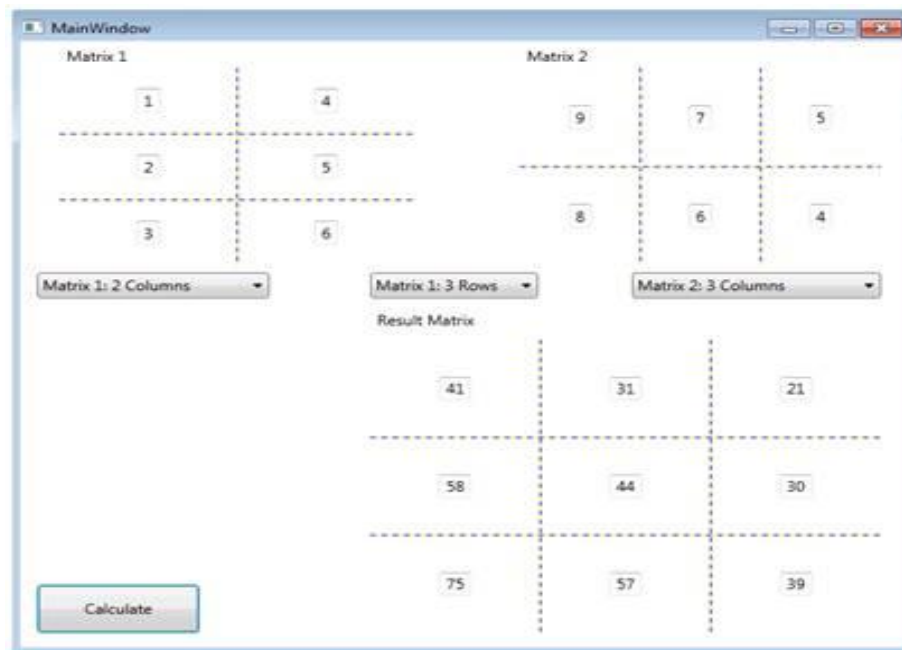 MainWindow
Matrix 1 Matrix 2
1 4
9 7 5
2 5
8 6 4
3 6
Matrix 1: 2 Columns Matrix 1: 3 Rows Matrix 2: 3 Columns
Result Matrix
41 31 21
58 44 30
75 57 39
Calculate